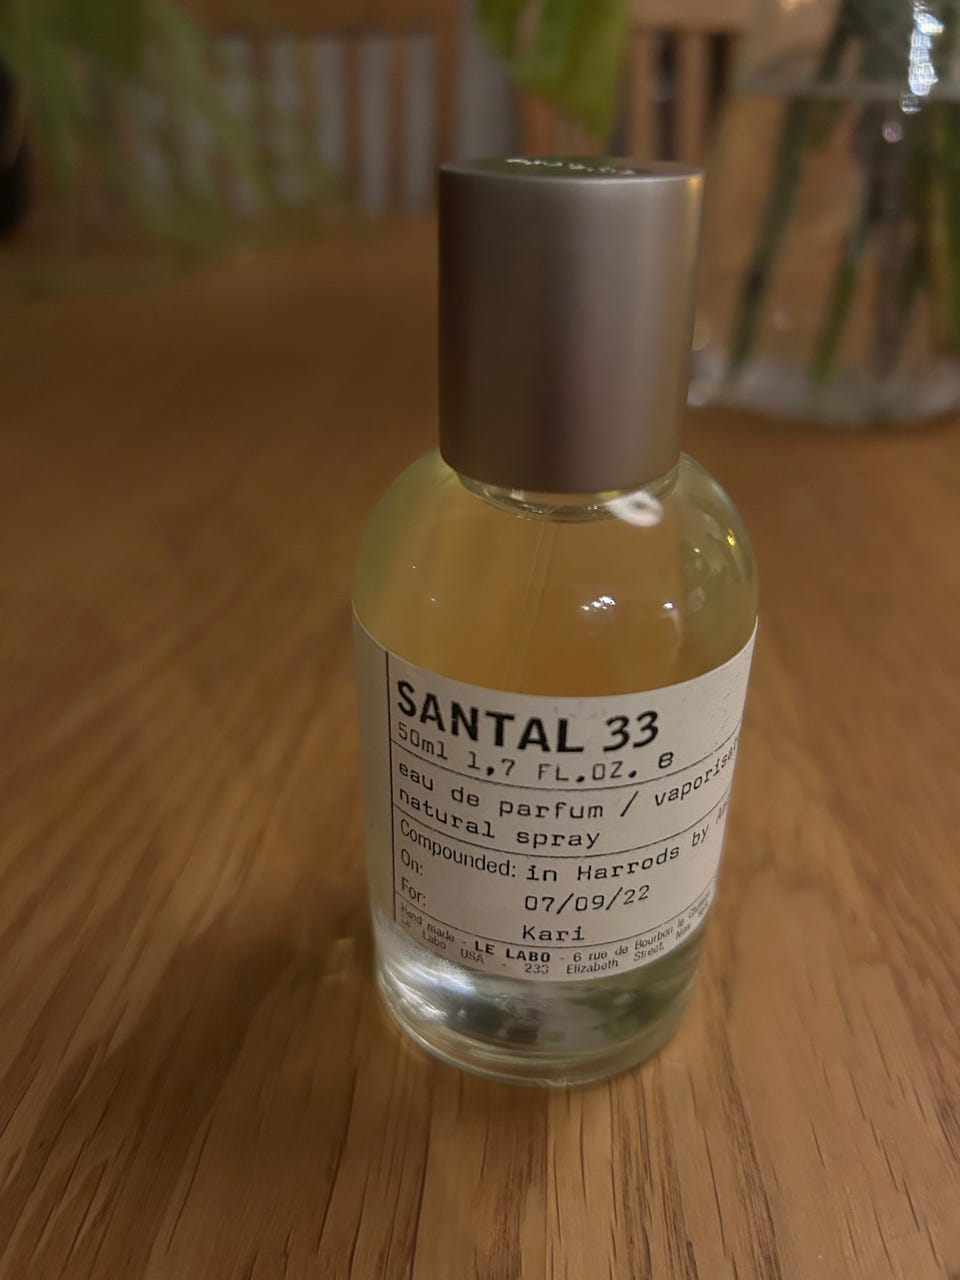 SANTAL 33
50ml 1,7 FL.OZ. e
eau de parfum /
natural spray
Compounded: in Harrods by
On: 07/09/22
For: Kari
Hand made - LE LABO - 6 rue de Bourbon le
Le Labo USA - 233 Elizabeth Street, New